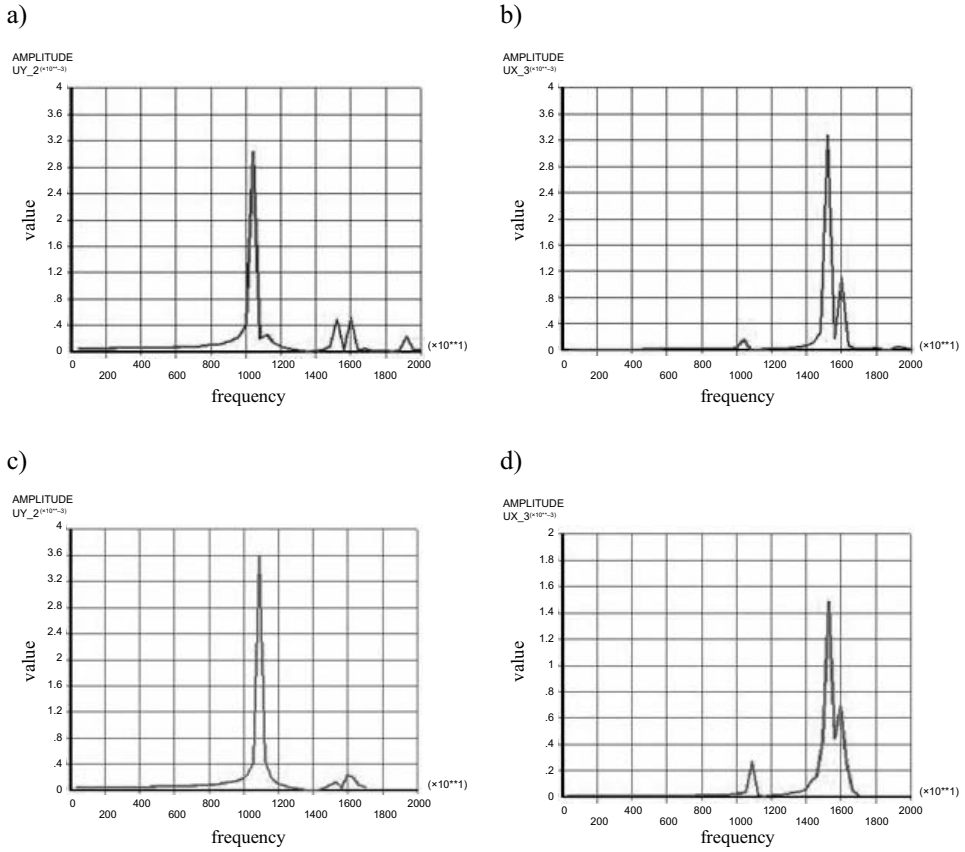 a)
AMPLITUDE
UY_2(×10**-3)
4
3.6
3.2
2.8
2.4
2
1.6
1.2
.8
.4
0
value
0 200 400 600 800 1000 1200 1400 1600 1800 2000
(×10**1)
frequency
b)
AMPLITUDE
UX_3(×10**-3)
4
3.6
3.2
2.8
2.4
2
1.6
1.2
.8
.4
0
value
0 200 400 600 800 1000 1200 1400 1600 1800 2000
(×10**1)
frequency
c)
AMPLITUDE
UY_2(×10**-3)
4
3.6
3.2
2.8
2.4
2
1.6
1.2
.8
.4
0
value
0 200 400 600 800 1000 1200 1400 1600 1800 2000
(×10**1)
frequency
d)
AMPLITUDE
UX_3(×10**-3)
2
1.8
1.6
1.4
1.2
1
.8
.6
.4
.2
0
value
0 200 400 600 800 1000 1200 1400 1600 1800 2000
(×10**1)
frequency